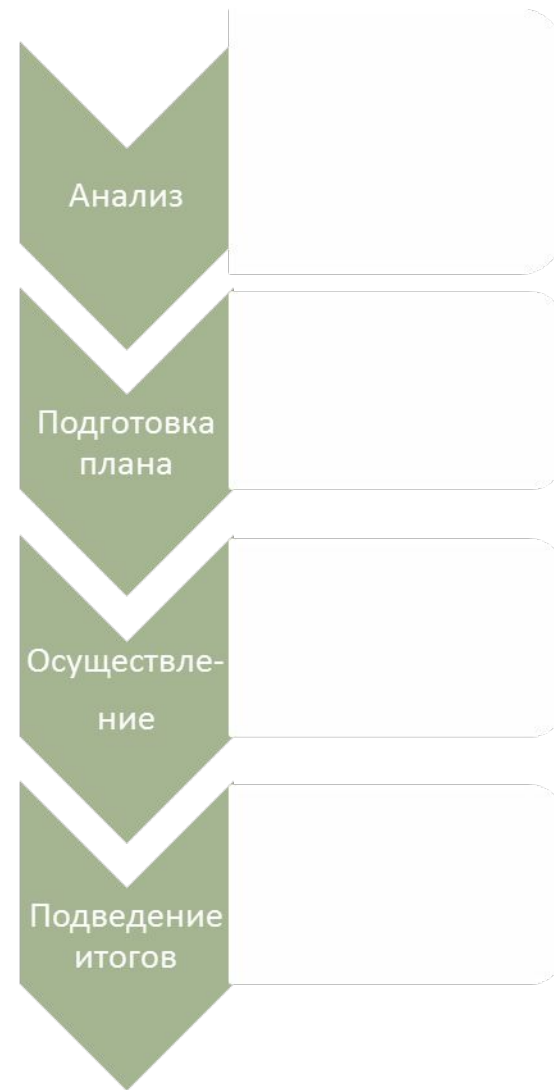 Анализ
Подготовка
плана
Осуществле-
ние
Подведение
итогов